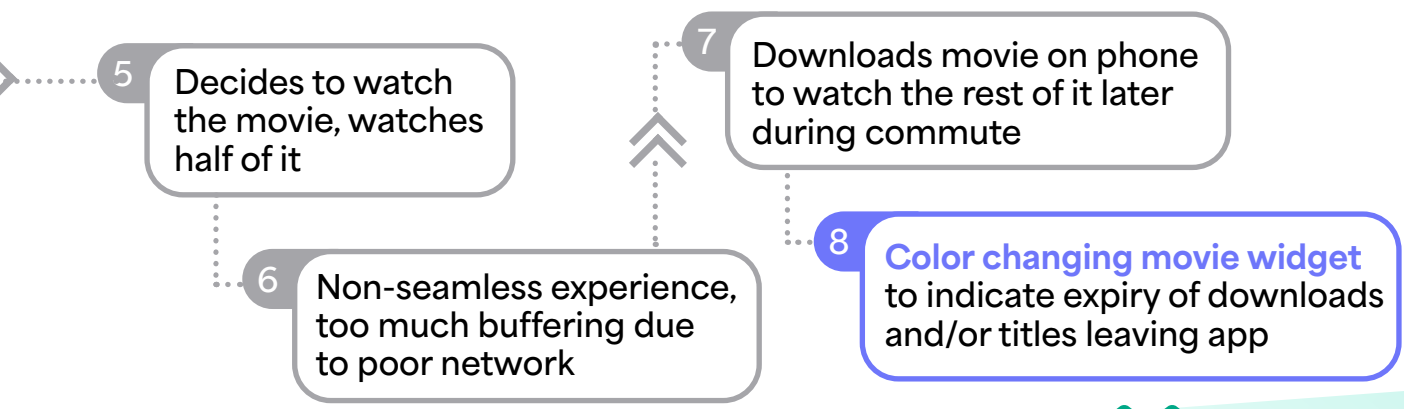 5
Decides to watch
the movie, watches
half of it
6
Non-seamless experience,
too much buffering due
to poor network
7
Downloads movie on phone
to watch the rest of it later
during commute
8
Color changing movie widget
to indicate expiry of downloads
and/or titles leaving app